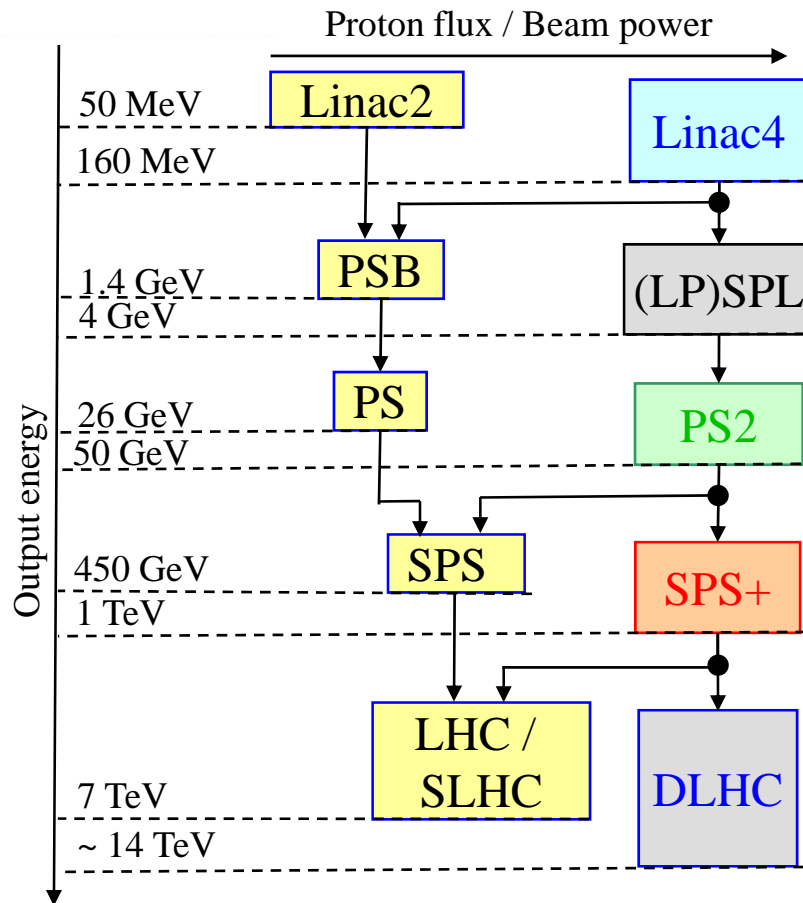 Proton flux / Beam power
50 MeV
Linac2
Linac4
160 MeV
PSB
(LP)SPL
1.4 GeV
4 GeV
PS
PS2
26 GeV
50 GeV
Output energy
SPS
SPS+
450 GeV
1 TeV
LHC /
SLHC
DLHC
7 TeV
~ 14 TeV